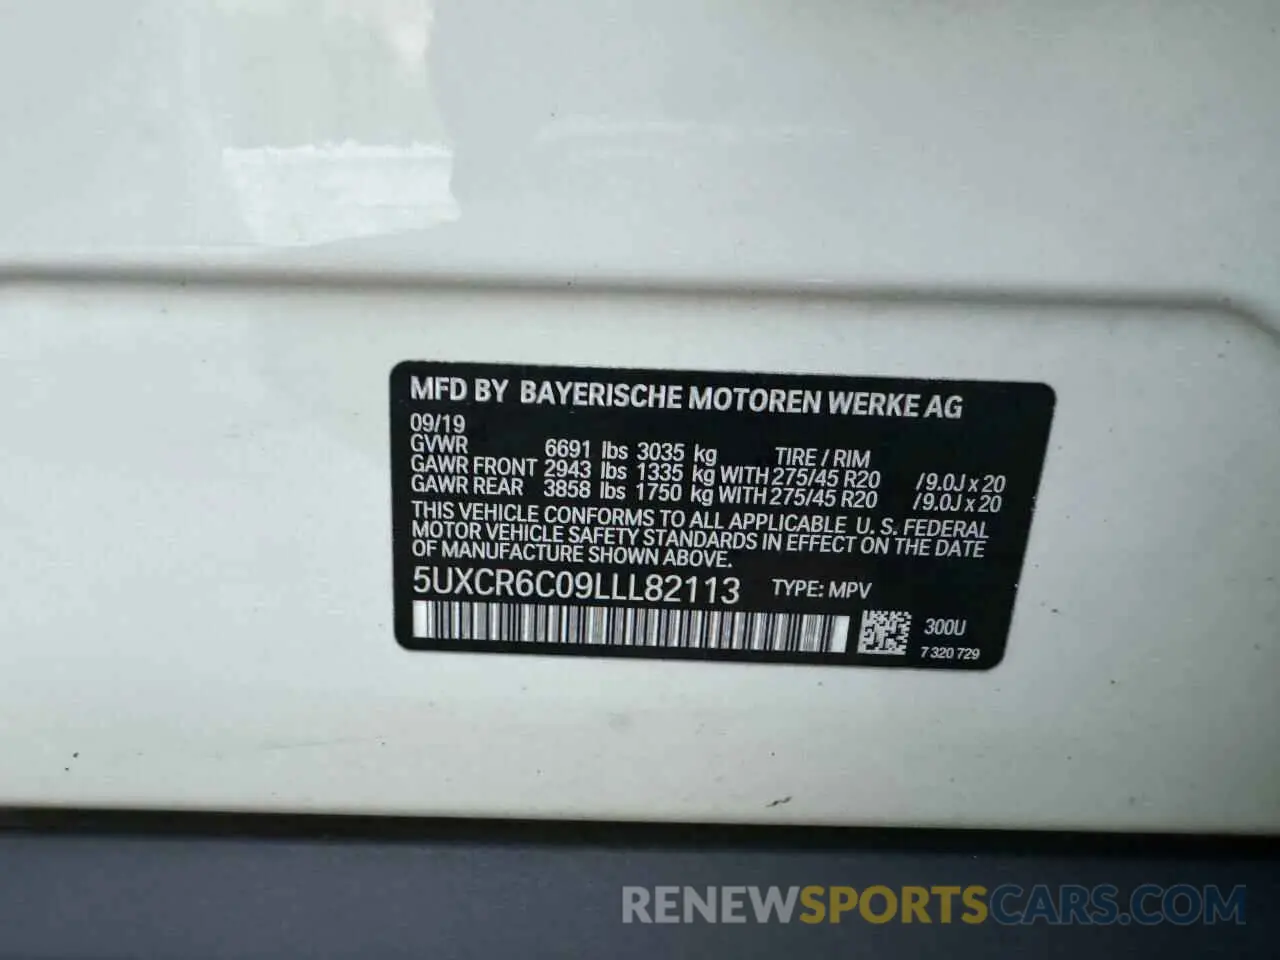 MFD BY BAYERISCHE MOTOREN WERKE AG
09/19
GVWR 6691 lbs 3035 kg TIRE / RIM
GAWR FRONT 2943 lbs 1335 kg WITH 275/45 R20 /9.0J x 20
GAWR REAR 3858 lbs 1750 kg WITH 275/45 R20 /9.0J x 20
THIS VEHICLE CONFORMS TO ALL APPLICABLE U. S. FEDERAL
MOTOR VEHICLE SAFETY STANDARDS IN EFFECT ON THE DATE
OF MANUFACTURE SHOWN ABOVE.
5UXCR6C09LLL82113 TYPE: MPV
300U
7 320 729
RENEWSPORTSCARS.COM